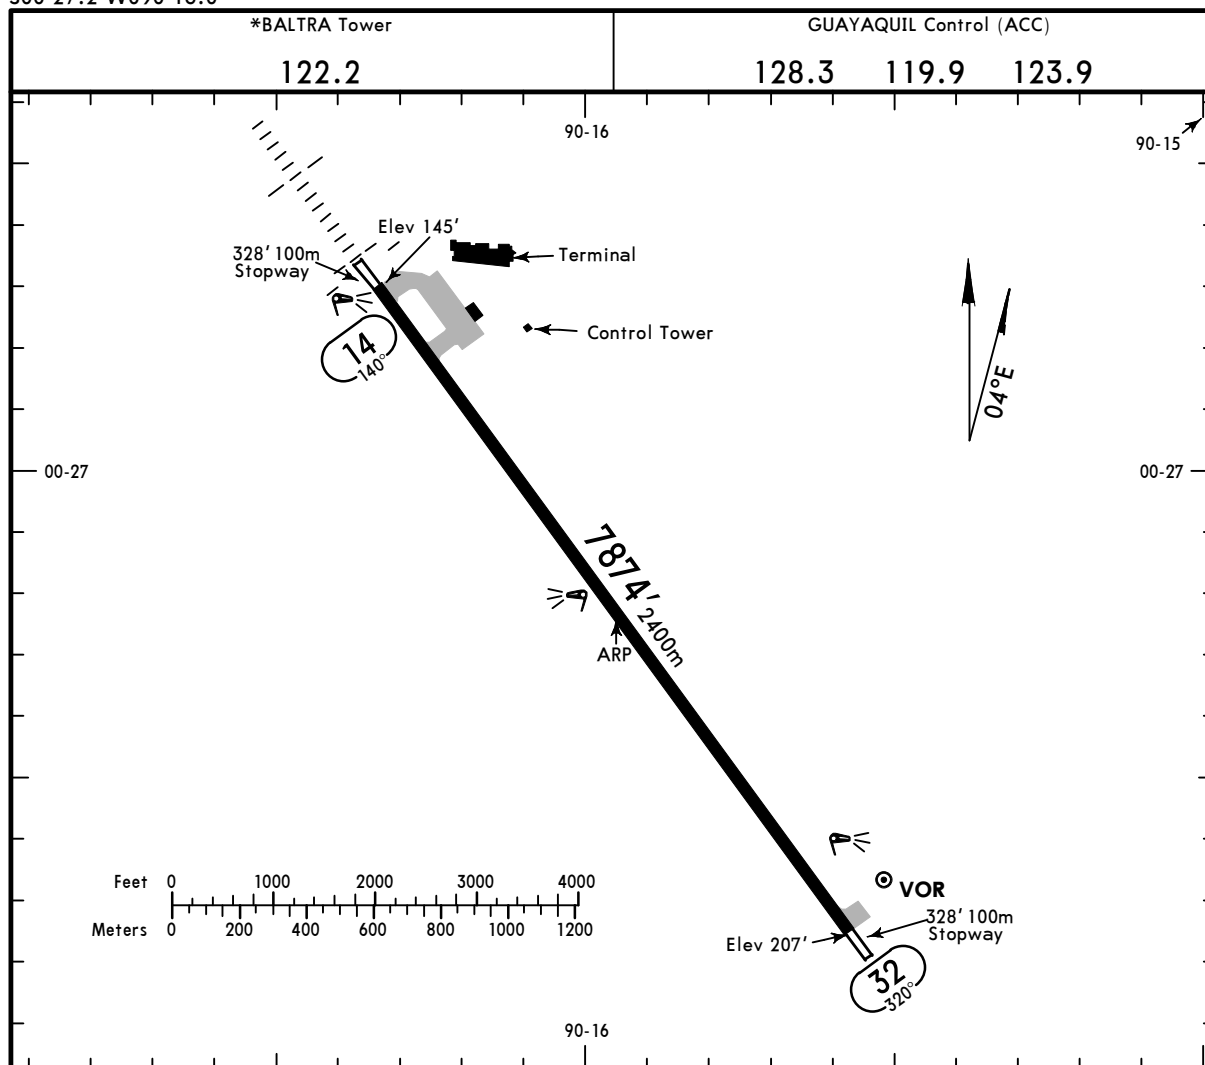 *BALTRA Tower
GUAYAQUIL Control (ACC)
122.2
128.3 119.9 123.9
90-16
90-15
Elev 145'
328' 100m
Stopway
Terminal
Control Tower
14
140°
04°E
00-27
00-27
7874'
2400m
ARP
Feet 0 1000 2000 3000 4000
Meters 0 200 400 600 800 1000 1200
VOR
328' 100m
Stopway
Elev 207'
32
320°
90-16